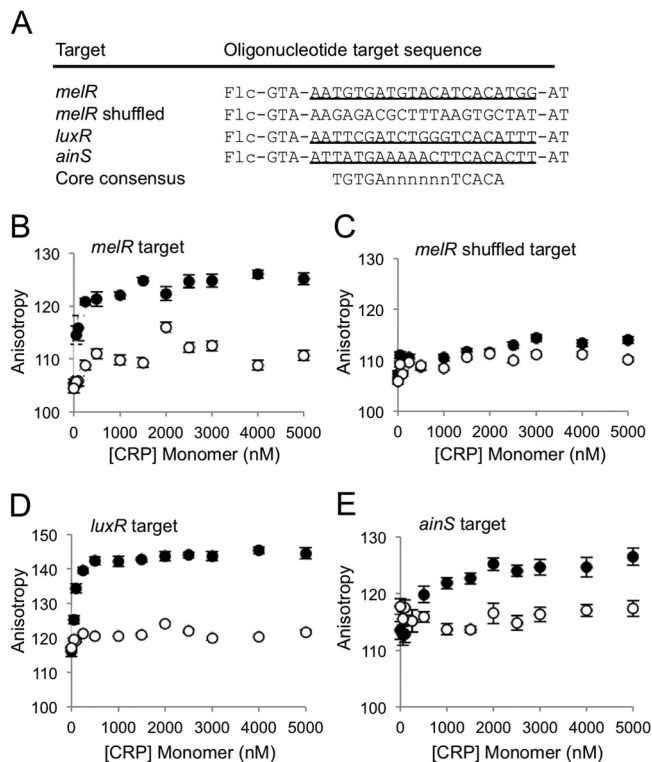 A
Target Oligonucleotide target sequence
melR Flc-GTA-AATGTGATGTACATCACATGG-AT
melR shuffled Flc-GTA-AAGAGACGCTTTAAGTGCTAT-AT
luxR Flc-GTA-AATTCGATCTGGGTCACATTT-AT
ainS Flc-GTA-ATTATGAAAAACTTCACACTT-AT
Core consensus TGTGAnnnnnnTCACA
B
melR target
130
120
110
100
Anisotropy
0 1000 2000 3000 4000 5000
[CRP] Monomer (nM)
C
melR shuffled target
130
120
110
100
Anisotropy
0 1000 2000 3000 4000 5000
[CRP] Monomer (nM)
D
luxR target
150
140
130
120
110
100
Anisotropy
0 1000 2000 3000 4000 5000
[CRP] Monomer (nM)
E
ainS target
130
120
110
100
Anisotropy
0 1000 2000 3000 4000 5000
[CRP] Monomer (nM)